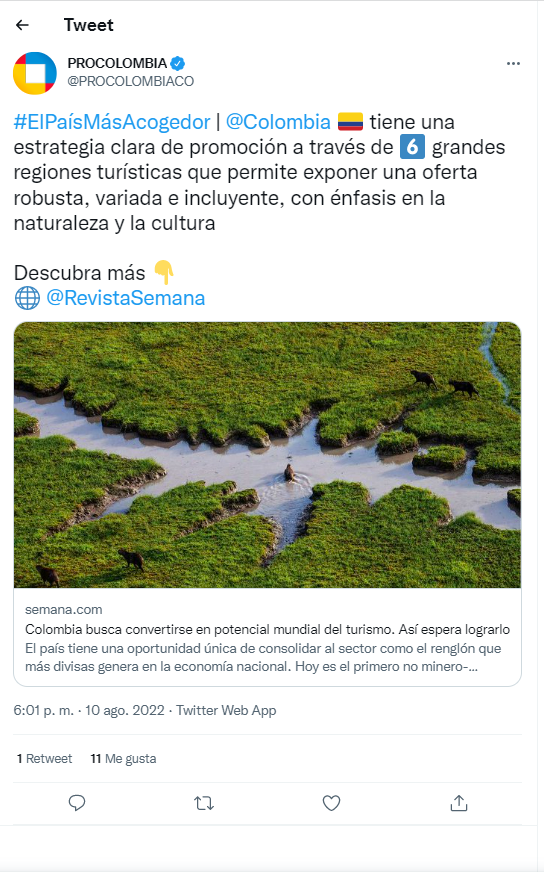 Tweet
PROCOLOMBIA
@PROCOLOMBIACO
#ElPaísMásAcogedor | @Colombia 🇨🇴 tiene una
estrategia clara de promoción a través de 6️⃣ grandes
regiones turísticas que permite exponer una oferta
robusta, variada e incluyente, con énfasis en la
naturaleza y la cultura
Descubra más 👇
🌐 @RevistaSemana
semana.com
Colombia busca convertirse en potencial mundial del turismo. Así espera lograrlo
El país tiene una oportunidad única de consolidar al sector como el renglón que
más divisas genera en la economía nacional. Hoy es el primero no minero-...
6:01 p. m. · 10 ago. 2022 · Twitter Web App
1 Retweet 11 Me gusta